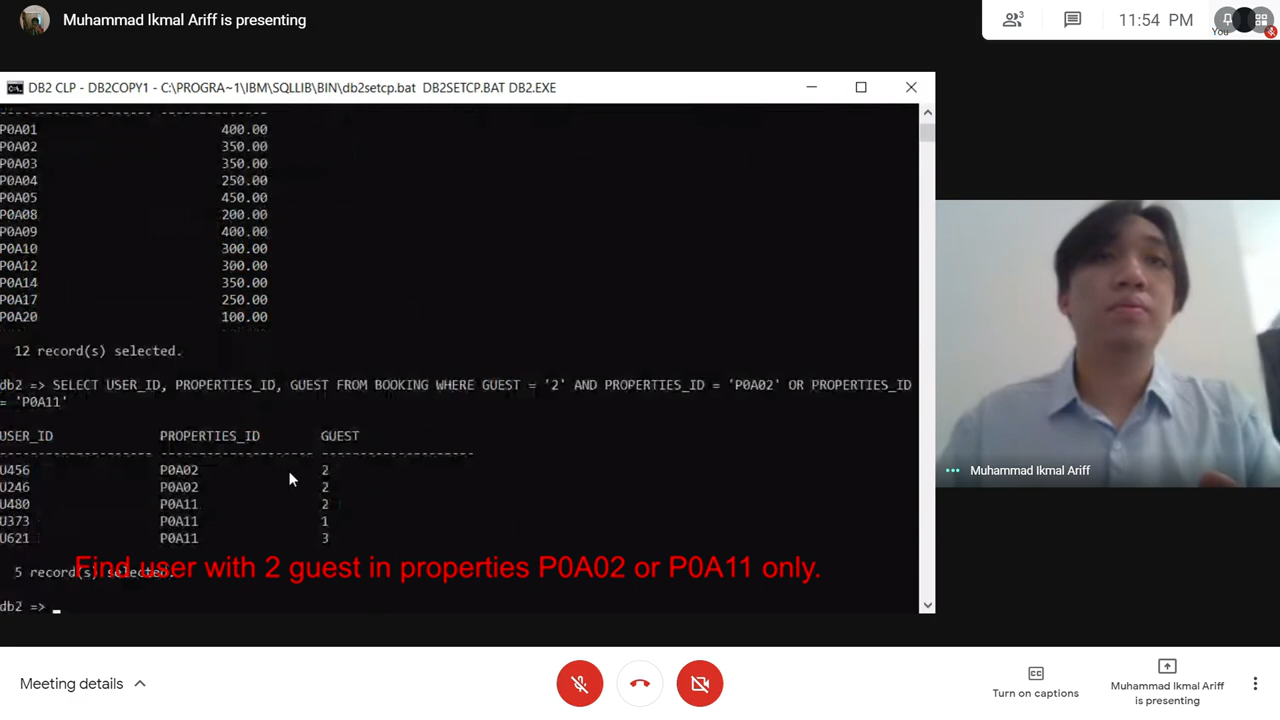 Muhammad Ikmal Ariff is presenting
3
11:54 PM
You
DB2 CLP - DB2COPY1 - C:\PROGRA~1\IBM\SQLLIB\BIN\db2setcp.bat DB2SETCP.BAT DB2.EXE
P0A01 400.00
P0A02 350.00
P0A03 350.00
P0A04 250.00
P0A05 450.00
P0A08 200.00
P0A09 400.00
P0A10 300.00
P0A12 300.00
P0A14 350.00
P0A17 250.00
P0A20 100.00
12 record(s) selected.
db2 => SELECT USER_ID, PROPERTIES_ID, GUEST FROM BOOKING WHERE GUEST = '2' AND PROPERTIES_ID = 'P0A02' OR PROPERTIES_ID
= 'P0A11'
USER_ID PROPERTIES_ID GUEST
U456 P0A02 2
U246 P0A02 2
U480 P0A11 2
U373 P0A11 1
U621 P0A11 3
Find user with 2 guest in properties P0A02 or P0A11 only.
5 record(s) selected.
db2 => _
Muhammad Ikmal Ariff
Meeting details
CC
Turn on captions
Muhammad Ikmal Ariff
is presenting